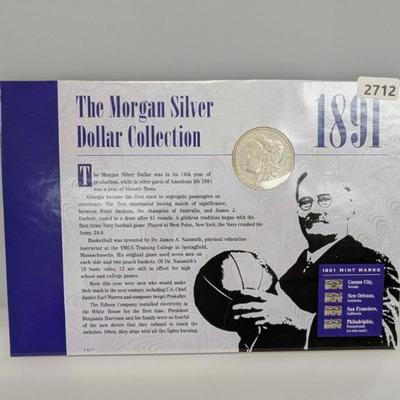 2712
The Morgan Silver
Dollar Collection
1891
The Morgan Silver Dollar was in its 14th year of
production, while in other parts of American life 1891
was a year of historic firsts.
Georgia became the first state to segregate passengers on
streetcars. The first international boxing match of significance,
between Peter Jackson, the champion of Australia, and James J.
Corbett, ended in a draw after 61 rounds. A gridiron tradition began with the
first Army-Navy football game. Played at West Point, New York, the Navy crushed the
Army, 24-0.
Basketball was invented by Dr. James A. Naismith, physical education
instructor at the YMCA Training College in Springfield,
Massachusetts. His original game used seven men on
each side and two peach baskets. Of Dr. Naismith's
13 basic rules, 12 are still in effect for high
school and college games.
Born this year were men who would make
their mark in the next century, including U.S. Chief
Justice Earl Warren and composer Sergei Prokofiev.
The Edison Company installed electricity in
the White House for the first time. President
Benjamin Harrison and his family were so fearful
of the new device that they refused to touch the
switches. Often, they slept with all the lights burning.
1891 MINT MARKS
Carson City,
Nevada
New Orleans,
Louisiana
San Francisco,
California
Philadelphia,
Pennsylvania
(no mint mark)